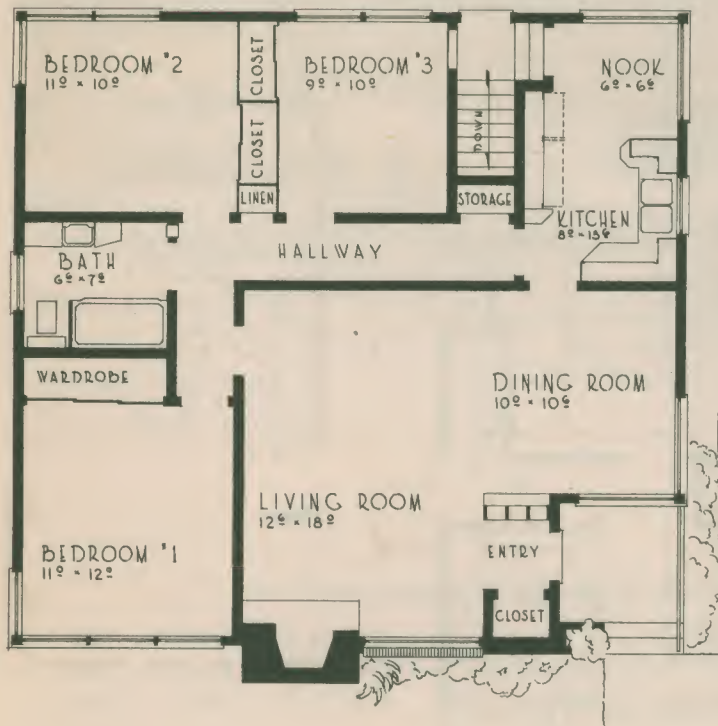 BEDROOM #2
11⁰ × 10⁰
CLOSET
CLOSET
LINEN
BEDROOM #3
9⁰ × 10⁰
DOWN
STORAGE
NOOK
6⁰ × 6⁶
KITCHEN
8⁰ × 13⁶
HALLWAY
BATH
6⁶ × 7⁶
WARDROBE
DINING ROOM
10⁰ × 10⁶
LIVING ROOM
12⁶ × 18⁰
ENTRY
CLOSET
BEDROOM #1
11⁰ × 12⁰